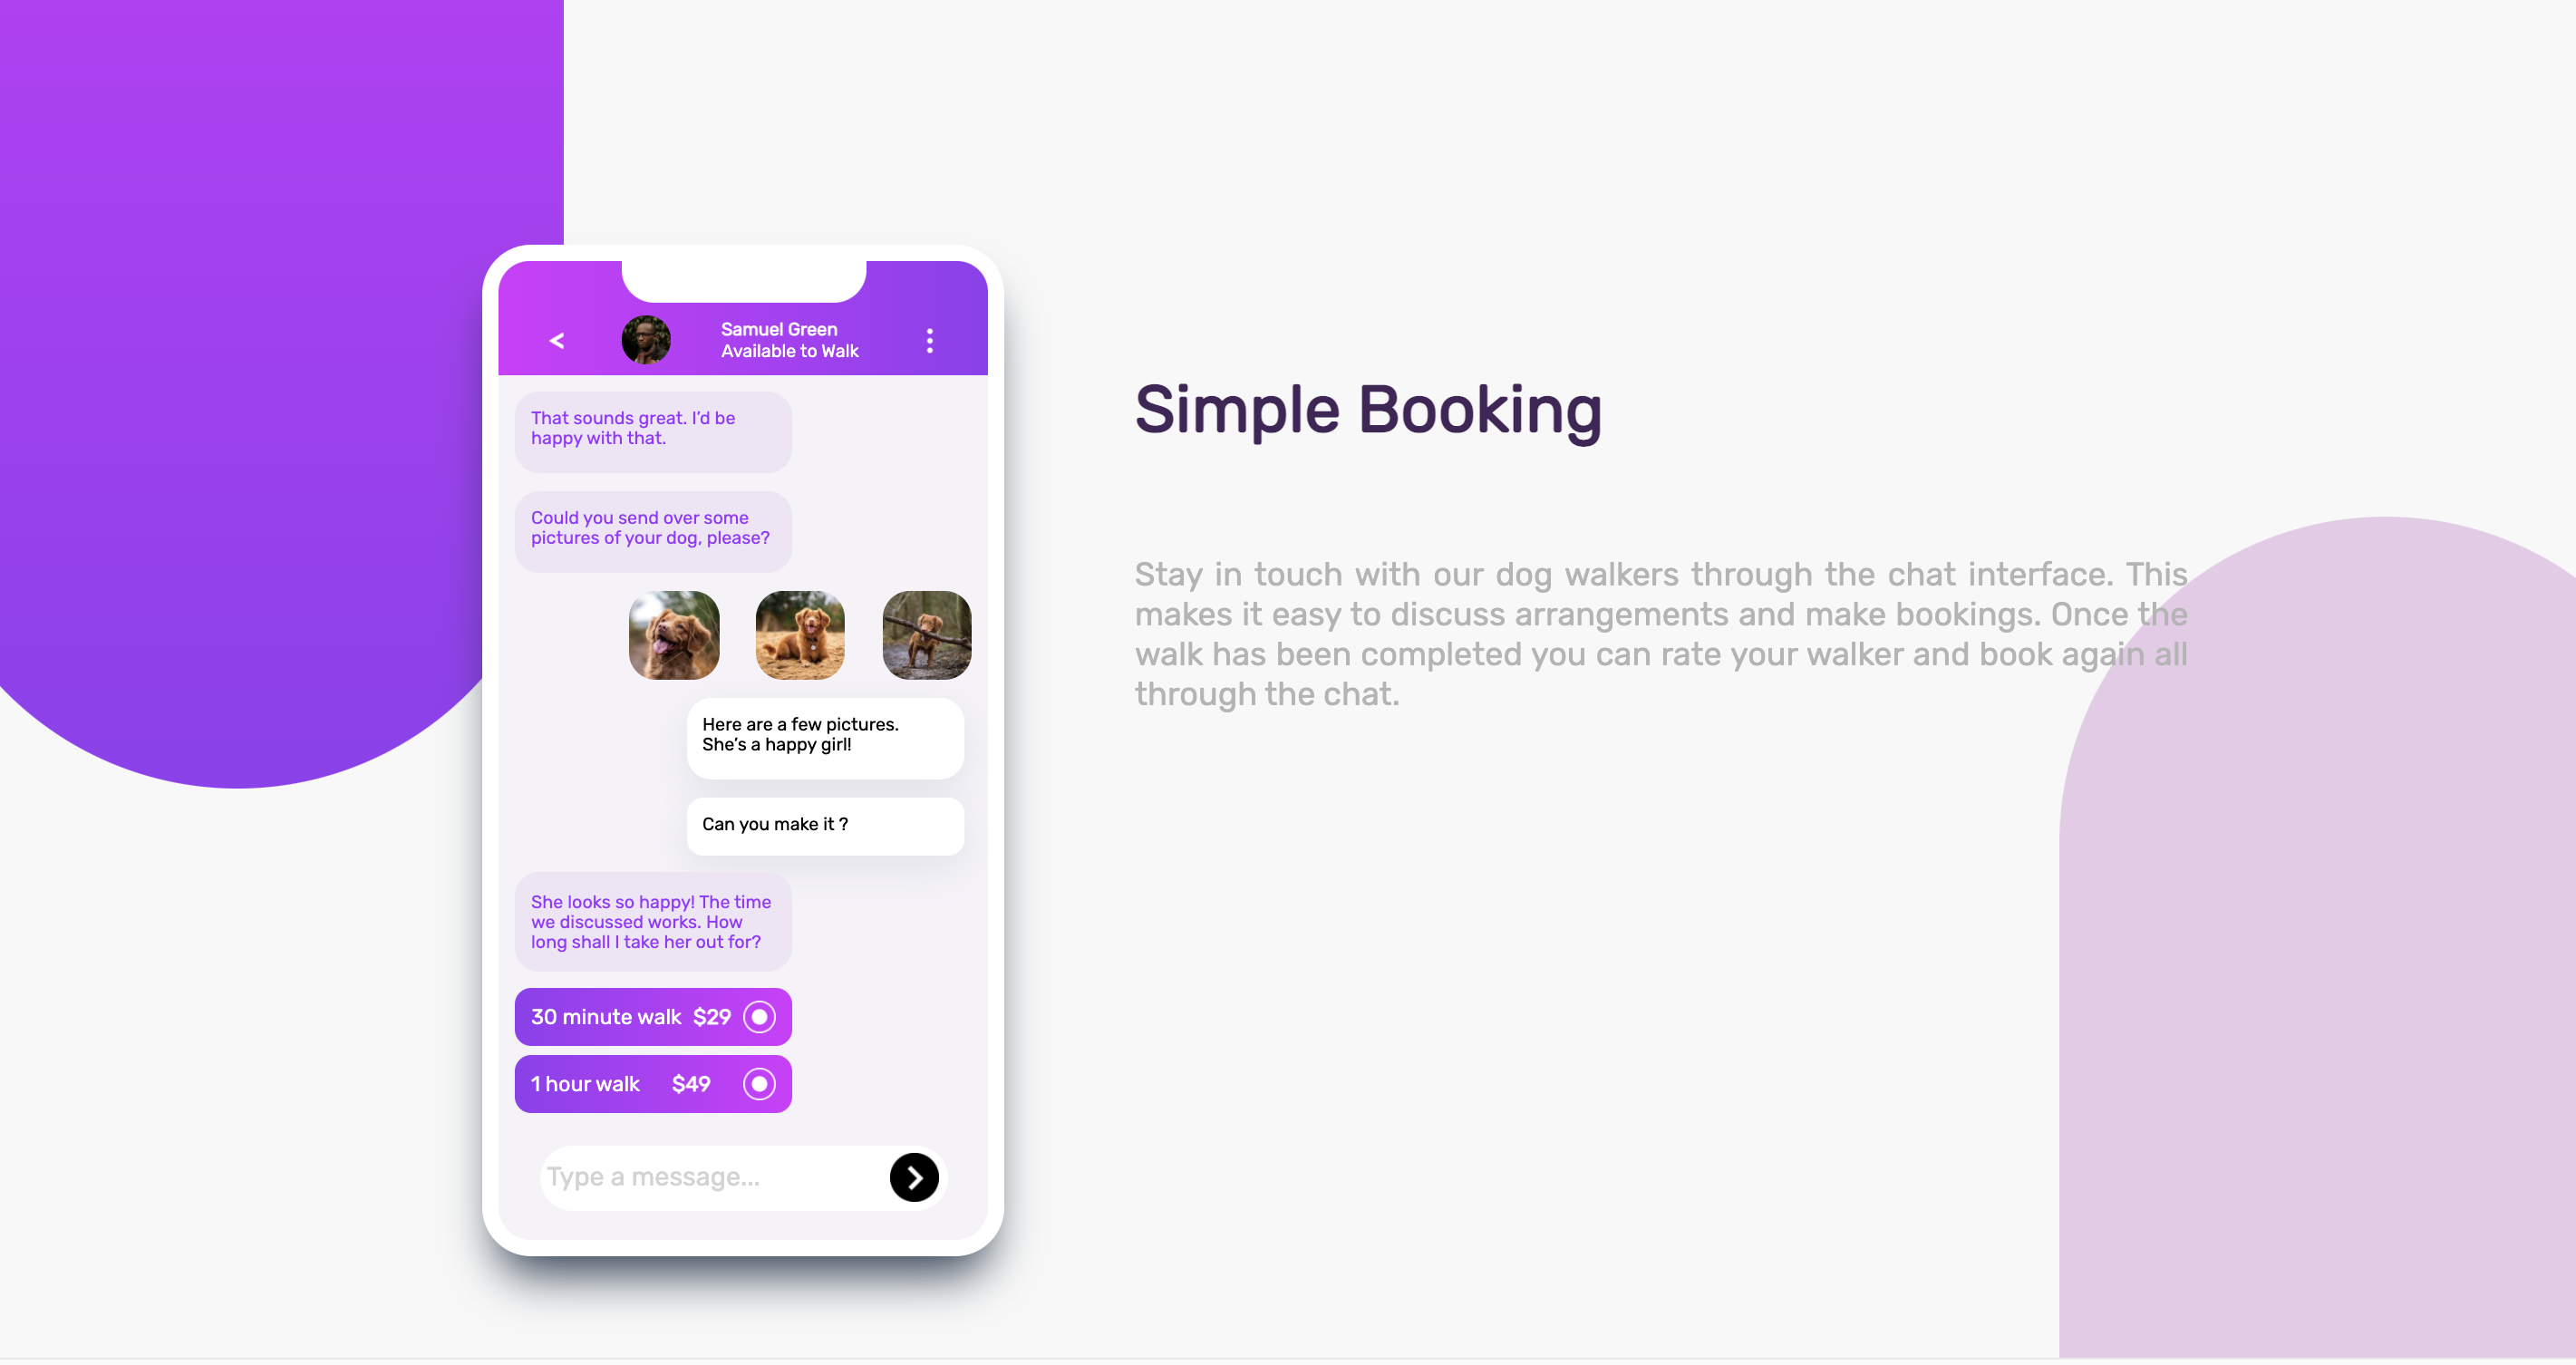 Samuel Green
Available to Walk
That sounds great. I’d be
happy with that.
Could you send over some
pictures of your dog, please?
Here are a few pictures.
She’s a happy girl!
Can you make it ?
She looks so happy! The time
we discussed works. How
long shall I take her out for?
30 minute walk $29
1 hour walk $49
Type a message...
Simple Booking
Stay in touch with our dog walkers through the chat interface. This
makes it easy to discuss arrangements and make bookings. Once the
walk has been completed you can rate your walker and book again all
through the chat.